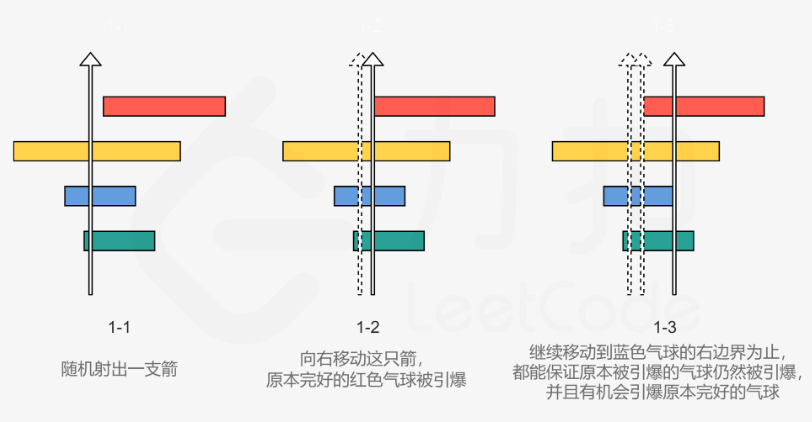 力扣
LeetCode
1-1
1-2
1-3
随机射出一支箭
向右移动这只箭,
原本完好的红色气球被引爆
继续移动到蓝色气球的右边界为止,
都能保证原本被引爆的气球仍然被引爆,
并且有机会引爆原本完好的气球